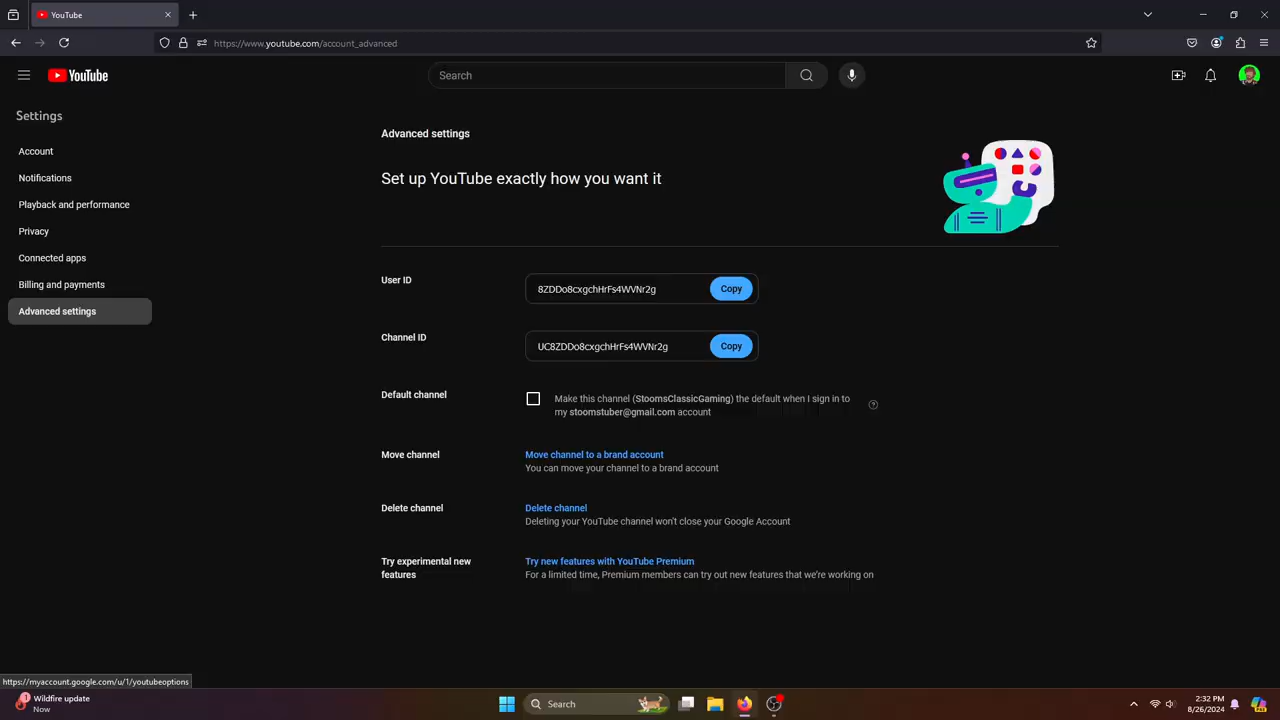 YouTube
https://www.youtube.com/account_advanced
YouTube
Search
Settings
Account
Notifications
Playback and performance
Privacy
Connected apps
Billing and payments
Advanced settings
Advanced settings
Set up YouTube exactly how you want it
User ID
8ZDDo8cxgchHrFs4WVNr2g
Copy
Channel ID
UC8ZDDo8cxgchHrFs4WVNr2g
Copy
Default channel
Make this channel (StoomsClassicGaming) the default when I sign in to
my stoomstuber@gmail.com account
Move channel
Move channel to a brand account
You can move your channel to a brand account
Delete channel
Delete channel
Deleting your YouTube channel won't close your Google Account
Try experimental new
features
Try new features with YouTube Premium
For a limited time, Premium members can try out new features that we're working on
https://myaccount.google.com/u/1/youtubeoptions
1
Wildfire update
Now
Search
2:32 PM
8/26/2024